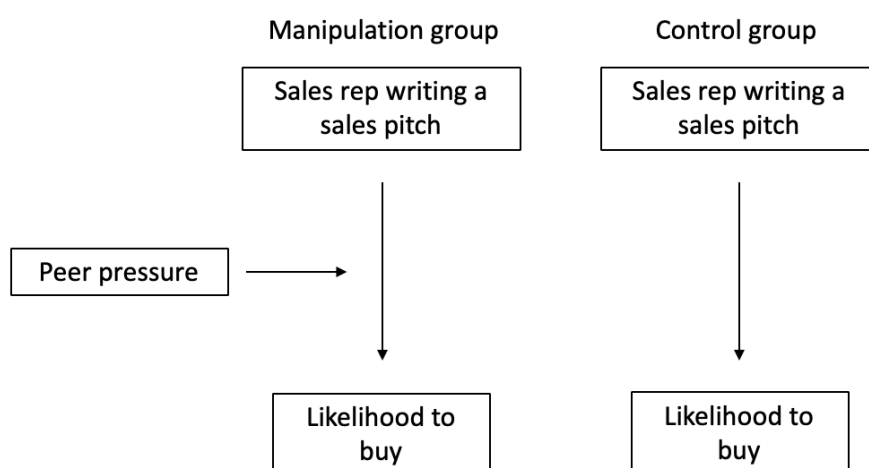 Manipulation group
Control group
Sales rep writing a
sales pitch
Sales rep writing a
sales pitch
Peer pressure
Likelihood to
buy
Likelihood to
buy